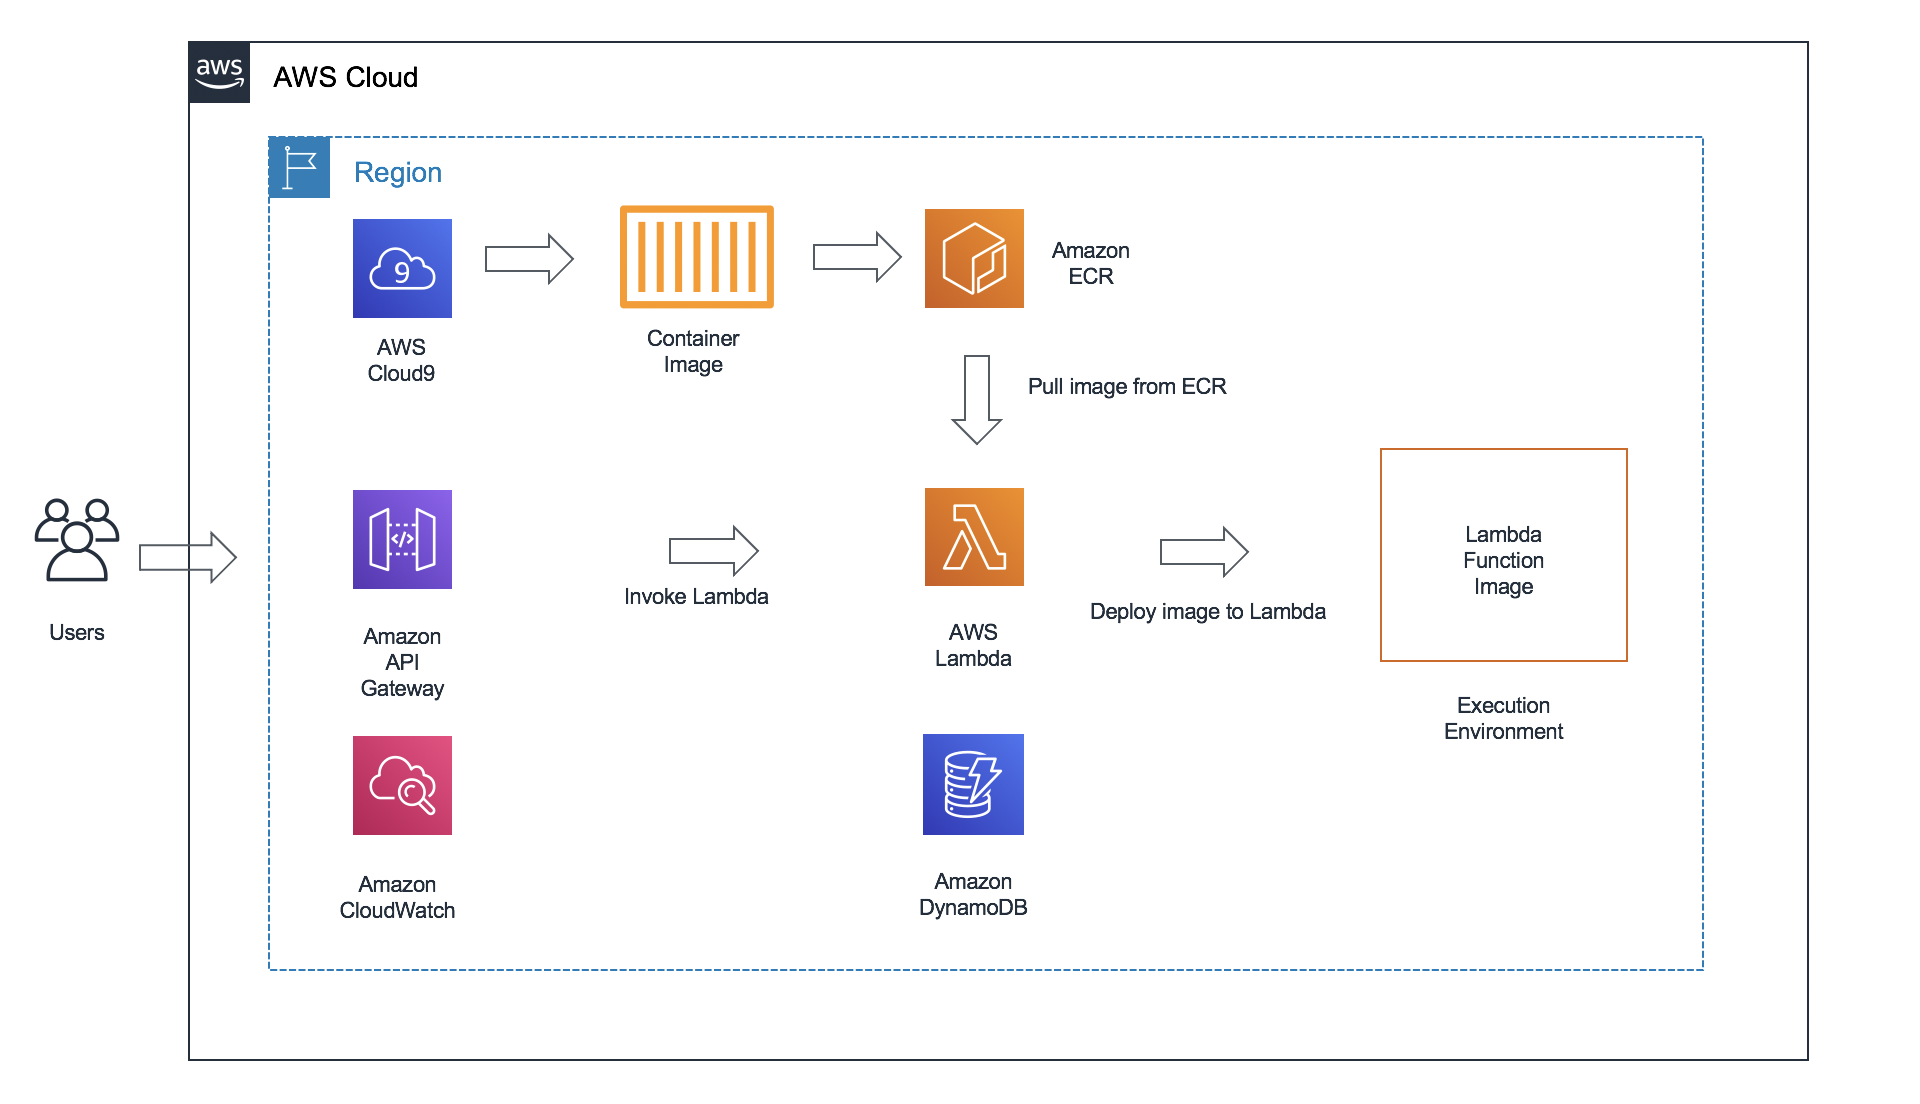 aws
AWS Cloud
Region
9
AWS
Cloud9
Container
Image
Amazon
ECR
Pull image from ECR
Users
</>
Amazon
API
Gateway
Invoke Lambda
AWS
Lambda
Deploy image to Lambda
Lambda
Function
Image
Execution
Environment
Amazon
CloudWatch
Amazon
DynamoDB